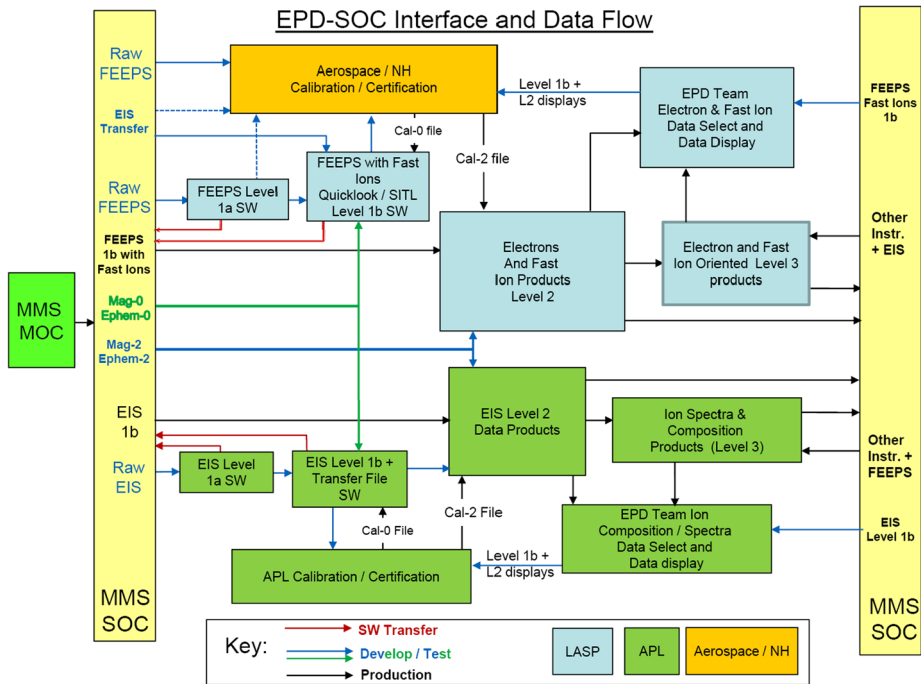 EPD-SOC Interface and Data Flow
Raw
FEEPS
EIS
Transfer
Raw
FEEPS
FEEPS
1b with
Fast Ions
Mag-0
Ephem-0
Mag-2
Ephem-2
EIS
1b
Raw
EIS
MMS
SOC
MMS
MOC
Aerospace / NH
Calibration / Certification
Cal-0 file
Cal-2 file
Level 1b +
L2 displays
EPD Team
Electron & Fast Ion
Data Select and
Data Display
FEEPS
Fast Ions
1b
FEEPS Level
1a SW
FEEPS with Fast
Ions
Quicklook / SITL
Level 1b SW
Electrons
And Fast
Ion Products
Level 2
Electron and Fast
Ion Oriented Level 3
products
Other
Instr.
+ EIS
EIS Level 2
Data Products
Ion Spectra &
Composition
Products (Level 3)
Other
Instr. +
FEEPS
EIS Level
1a SW
EIS Level 1b +
Transfer File
SW
Cal-0 File
Cal-2 File
APL Calibration / Certification
Level 1b +
L2 displays
EPD Team Ion
Composition / Spectra
Data Select and
Data display
EIS
Level 1b
MMS
SOC
Key:
SW Transfer
Develop / Test
Production
LASP
APL
Aerospace / NH